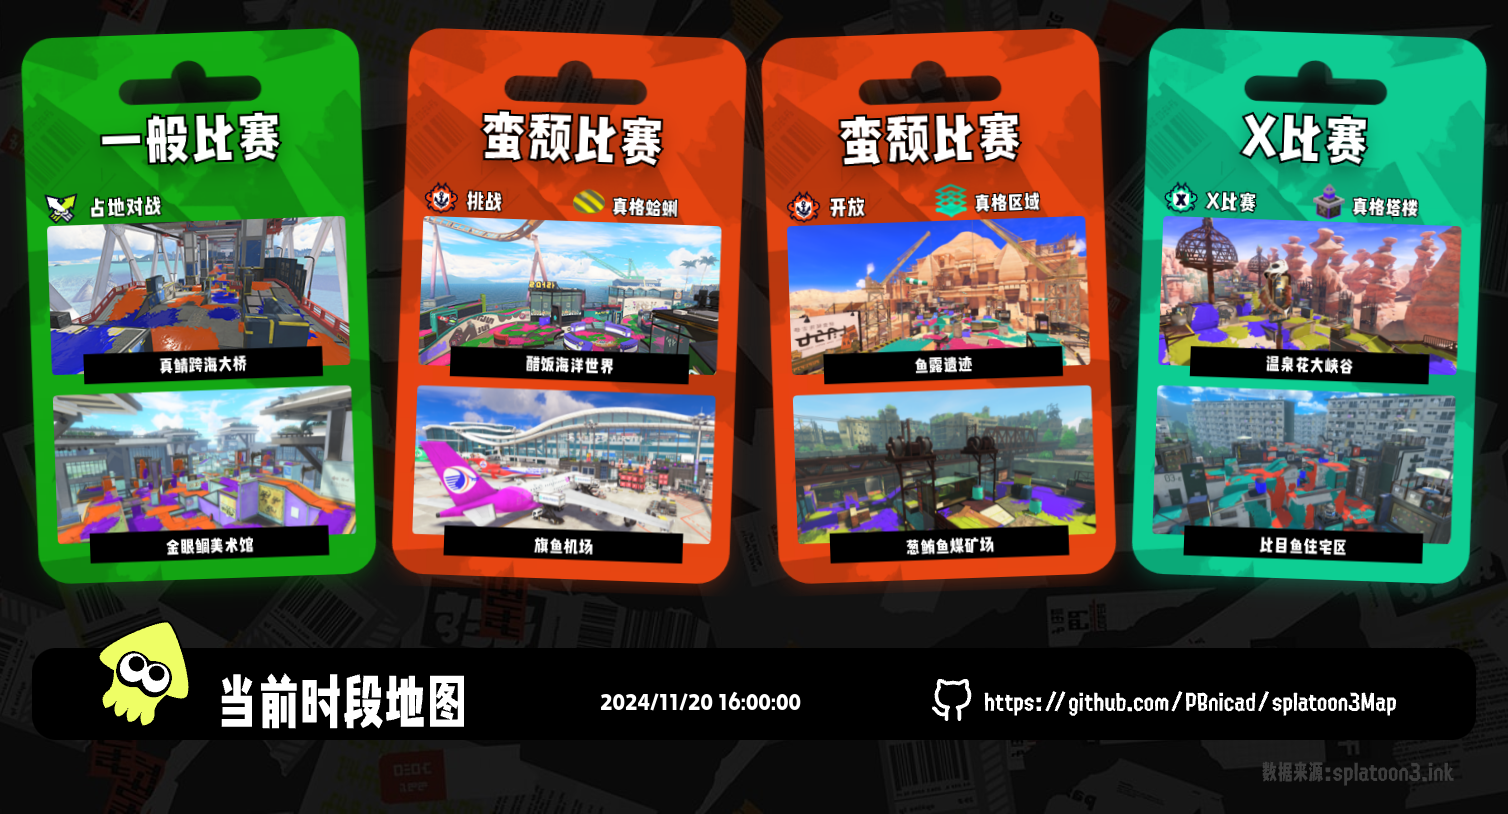 一般比赛
占地对战
真鲭跨海大桥
金眼鲷美术馆
蛮颓比赛
挑战
真格蛤蜊
醋饭海洋世界
旗鱼机场
蛮颓比赛
开放
真格区域
鱼露遗迹
葱鲔鱼煤矿场
X比赛
X比赛
真格塔楼
温泉花大峡谷
比目鱼住宅区
当前时段地图
2024/11/20 16:00:00
https://github.com/PBnicad/splatoon3Map
数据来源:splatoon3.ink